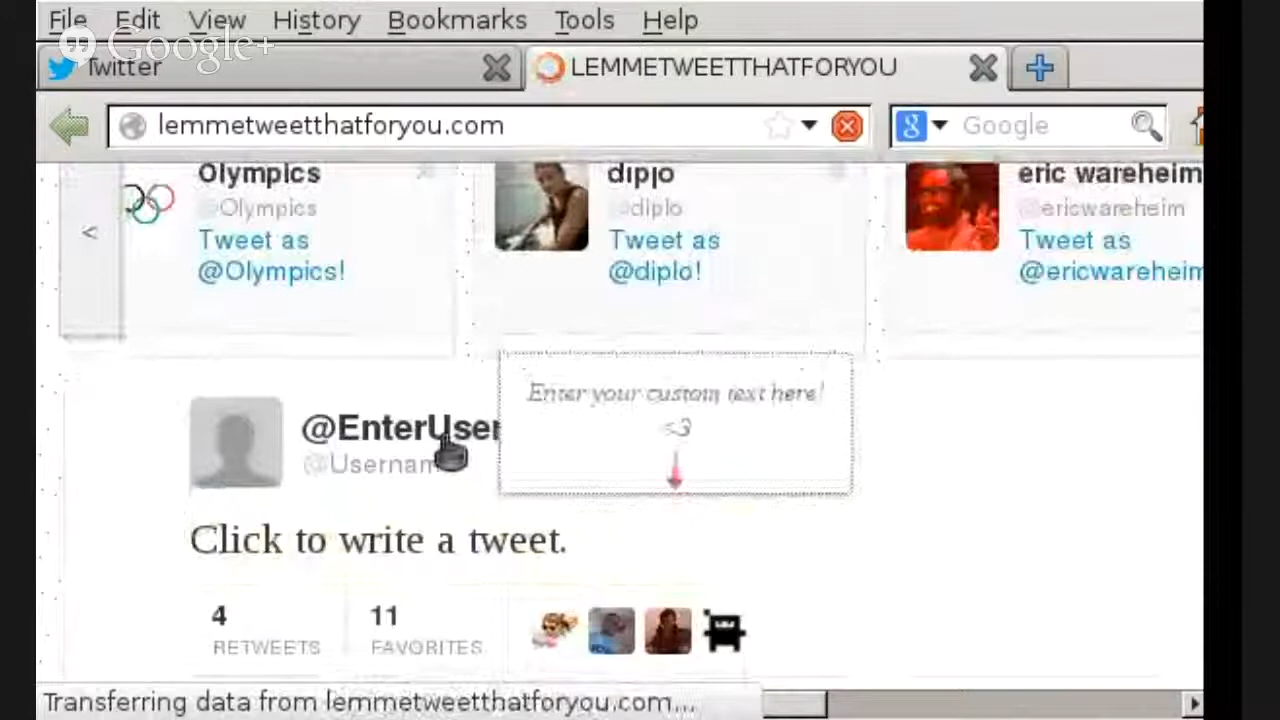 File Edit View History Bookmarks Tools Help
Google+
Twitter
LEMMETWEETTHATFORYOU
lemmetweetthatforyou.com
Google
Olympics
@Olympics
Tweet as
@Olympics!
diplo
@diplo
Tweet as
@diplo!
eric wareheim
@ericwareheim
Tweet as
@ericwareheim
<
@EnterUser
@Usernam
Enter your custom text here!
<3
Click to write a tweet.
4
RETWEETS
11
FAVORITES
Transferring data from lemmetweetthatforyou.com...